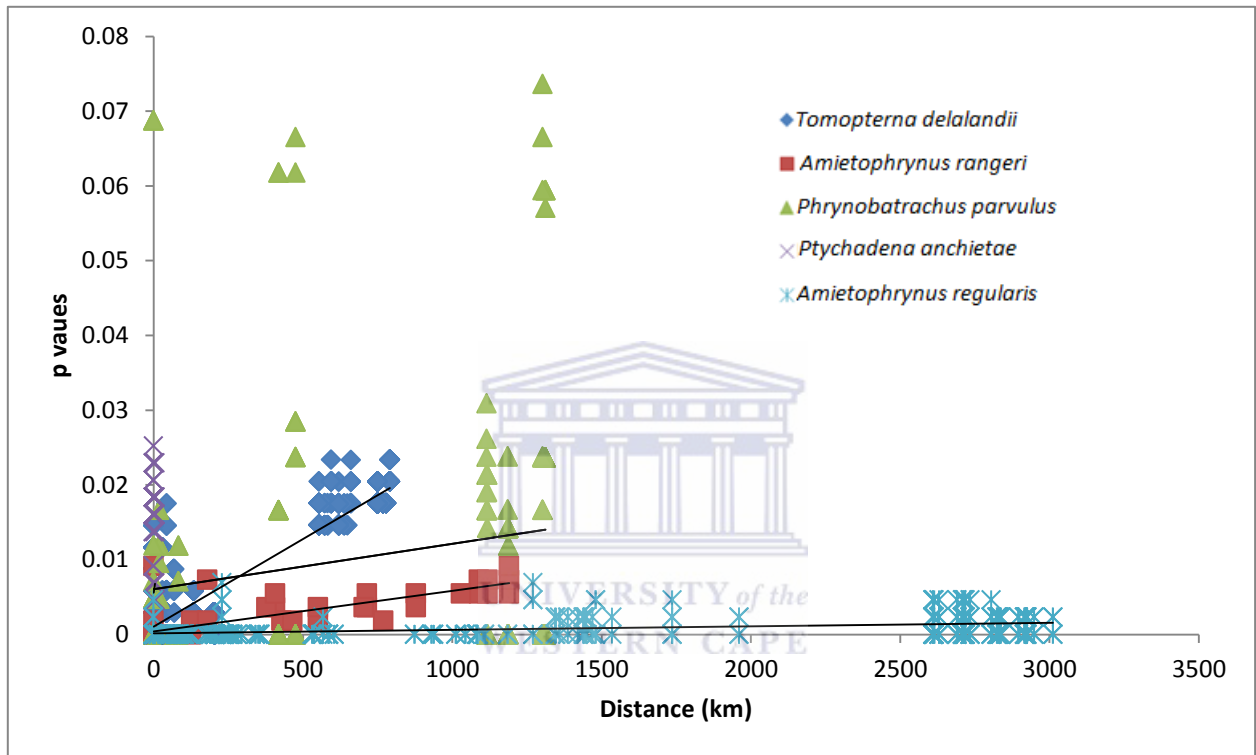 0.08
0.07
0.06
0.05
0.04
0.03
0.02
0.01
0
p vaues
0
500
1000
1500
2000
2500
3000
3500
Distance (km)
Tomopterna delalandii
Amietophrynus rangeri
Phrynobatrachus parvulus
Ptychadena anchietae
Amietophrynus regularis
UNIVERSITY of the
WESTERN CAPE